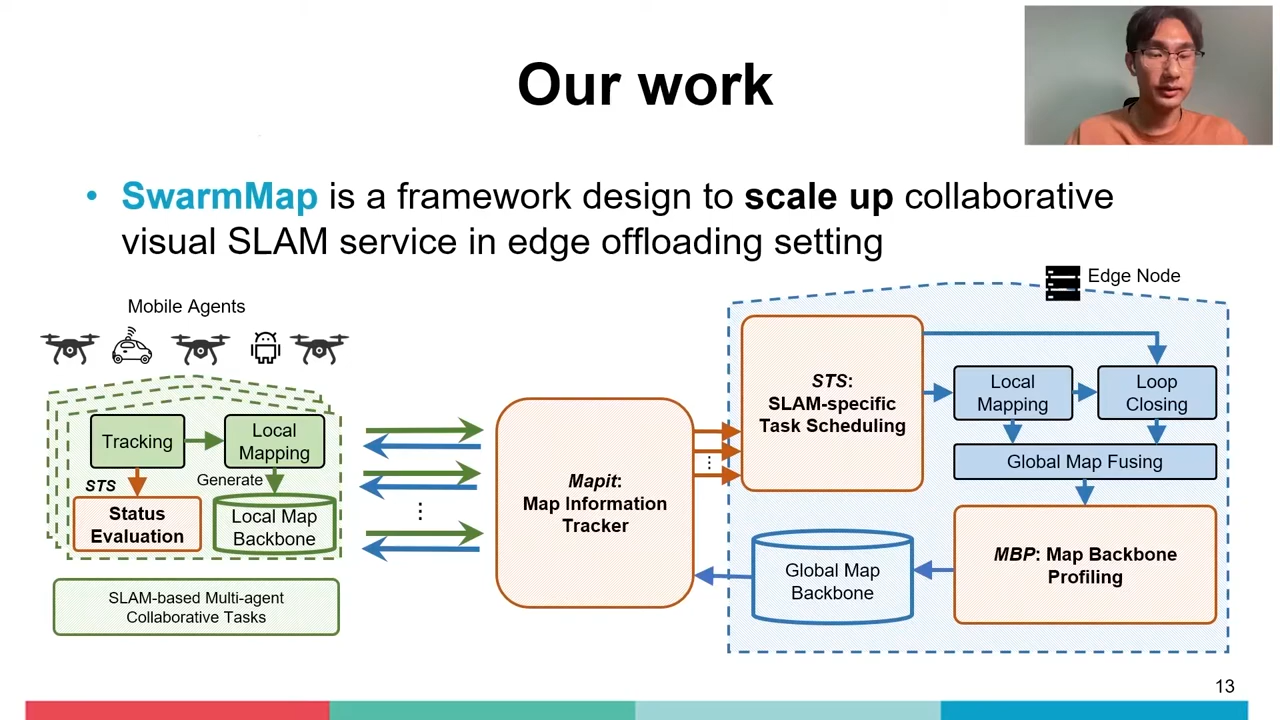 Our work
• SwarmMap is a framework design to scale up collaborative
visual SLAM service in edge offloading setting
Mobile Agents
Tracking
Local
Mapping
STS
Generate
Status
Evaluation
Local Map
Backbone
SLAM-based Multi-agent
Collaborative Tasks
⋮
Mapit:
Map Information
Tracker
⋮
Edge Node
STS:
SLAM-specific
Task Scheduling
Local
Mapping
Loop
Closing
Global Map Fusing
MBP: Map Backbone
Profiling
Global Map
Backbone
13